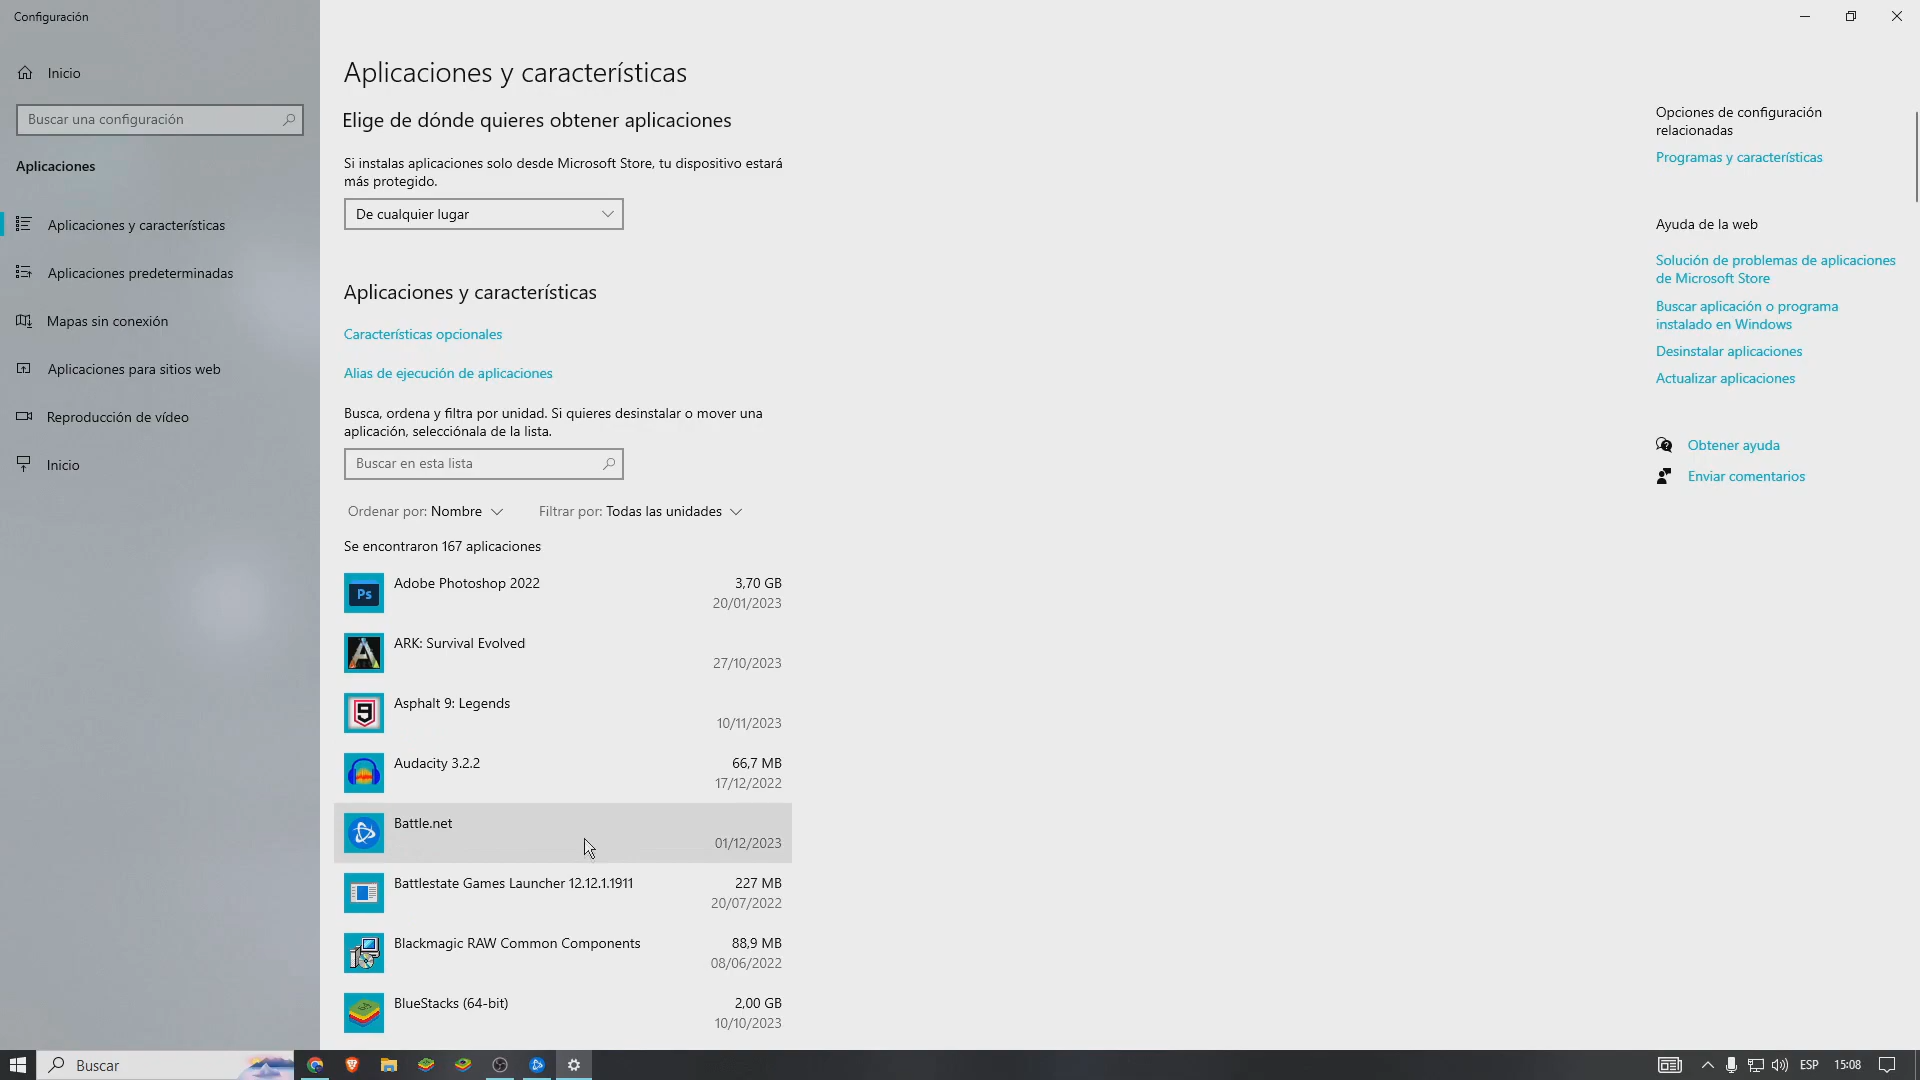 Configuración
Inicio
Buscar una configuración
Aplicaciones
Aplicaciones y características
Aplicaciones predeterminadas
Mapas sin conexión
Aplicaciones para sitios web
Reproducción de vídeo
Inicio
Aplicaciones y características
Elige de dónde quieres obtener aplicaciones
Si instalas aplicaciones solo desde Microsoft Store, tu dispositivo estará
más protegido.
De cualquier lugar
Aplicaciones y características
Características opcionales
Alias de ejecución de aplicaciones
Busca, ordena y filtra por unidad. Si quieres desinstalar o mover una
aplicación, selecciónala de la lista.
Buscar en esta lista
Ordenar por: Nombre Filtrar por: Todas las unidades
Se encontraron 167 aplicaciones
Ps Adobe Photoshop 2022 3,70 GB
20/01/2023
ARK: Survival Evolved
27/10/2023
9 Asphalt 9: Legends
10/11/2023
Audacity 3.2.2 66,7 MB
17/12/2022
Battle.net
01/12/2023
Battlestate Games Launcher 12.12.1.1911 227 MB
20/07/2022
Blackmagic RAW Common Components 88,9 MB
08/06/2022
BlueStacks (64-bit) 2,00 GB
10/10/2023
Opciones de configuración
relacionadas
Programas y características
Ayuda de la web
Solución de problemas de aplicaciones
de Microsoft Store
Buscar aplicación o programa
instalado en Windows
Desinstalar aplicaciones
Actualizar aplicaciones
Obtener ayuda
Enviar comentarios
Buscar
ESP 15:08